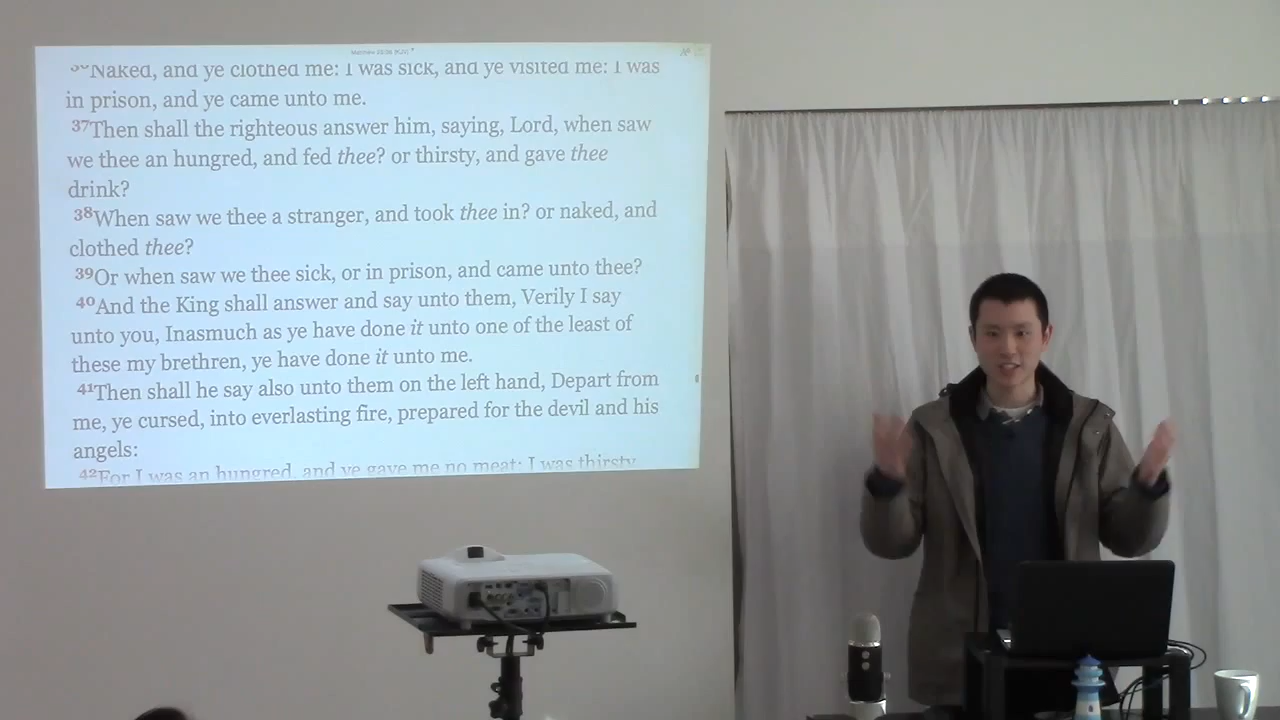 Naked, and ye clothed me: I was sick, and ye visited me: I was
in prison, and ye came unto me.
37Then shall the righteous answer him, saying, Lord, when saw
we thee an hungred, and fed thee? or thirsty, and gave thee
drink?
38When saw we thee a stranger, and took thee in? or naked, and
clothed thee?
39Or when saw we thee sick, or in prison, and came unto thee?
40And the King shall answer and say unto them, Verily I say
unto you, Inasmuch as ye have done it unto one of the least of
these my brethren, ye have done it unto me.
41Then shall he say also unto them on the left hand, Depart from
me, ye cursed, into everlasting fire, prepared for the devil and his
angels:
42For I was an hungred, and ye gave me no meat: I was thirsty